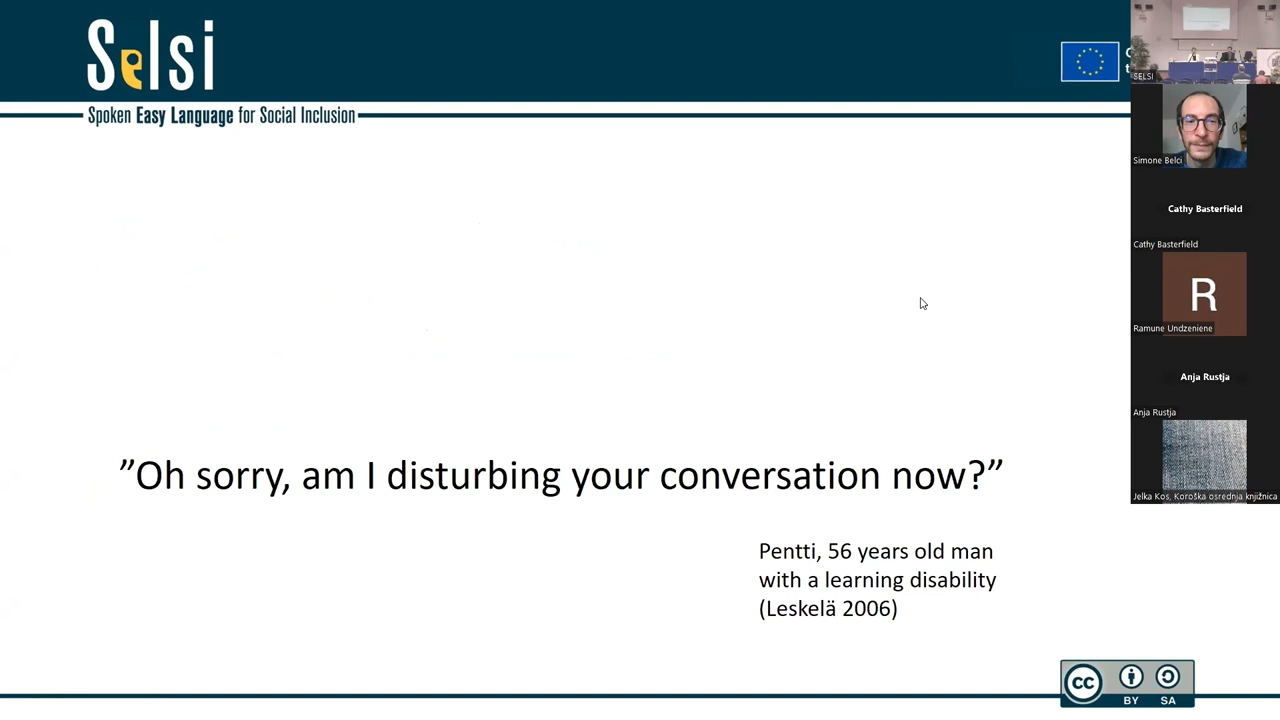 Selsi
Spoken Easy Language for Social Inclusion
”Oh sorry, am I disturbing your conversation now?”
Pentti, 56 years old man
with a learning disability
(Leskelä 2006)
CC
BY SA
SELSI
Simone Belci
Cathy Basterfield
Cathy Basterfield
R
Ramune Undzeniene
Anja Rustja
Anja Rustja
Jelka Kos, Koroška osrednja knjižnica